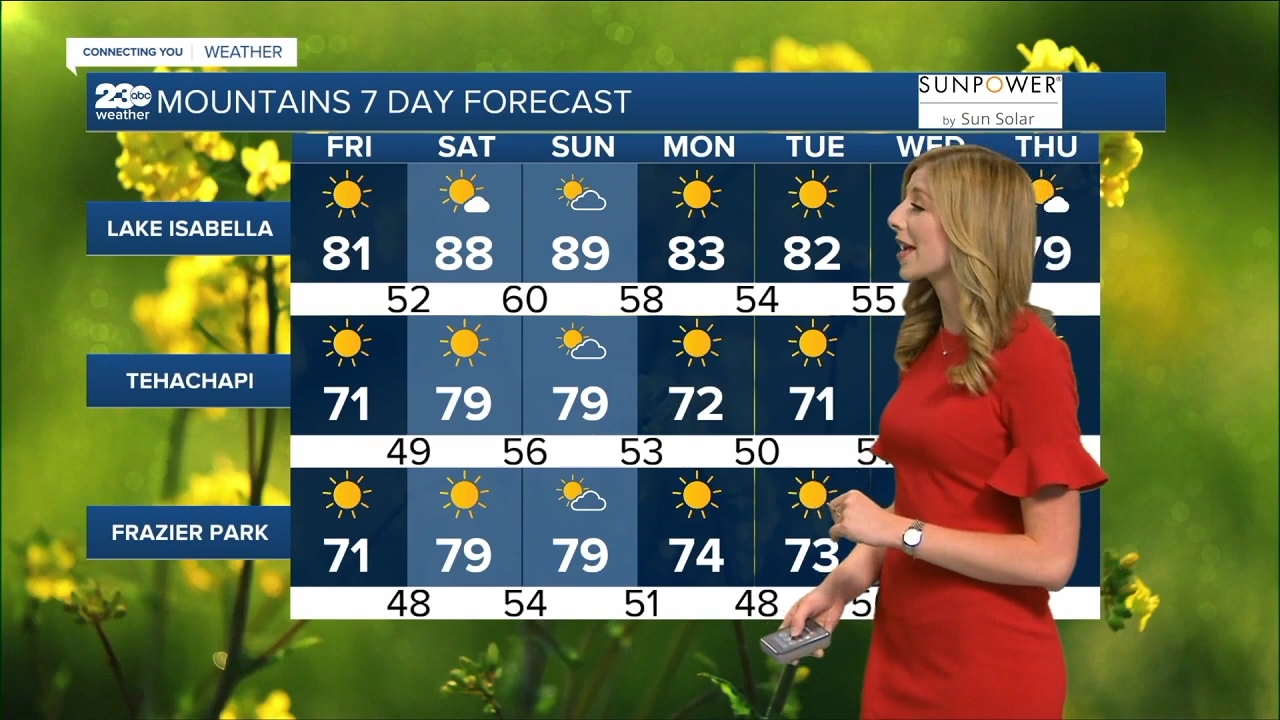 CONNECTING YOU WEATHER
23 abc weather
MOUNTAINS 7 DAY FORECAST
SUNPOWER®
by Sun Solar
FRI SAT SUN MON TUE WED THU
LAKE ISABELLA
81 88 89 83 82 79
52 60 58 54 55
TEHACHAPI
71 79 79 72 71
49 56 53 50
FRAZIER PARK
71 79 79 74 73
48 54 51 48